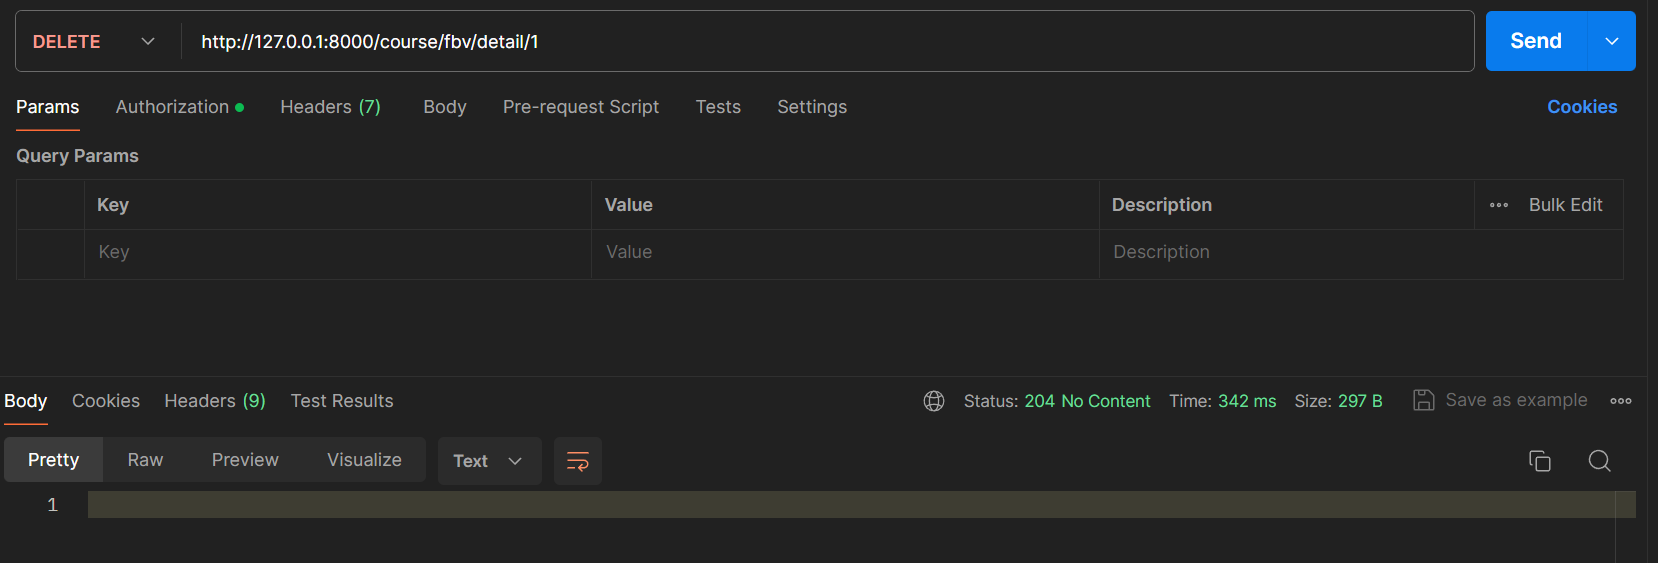 DELETE http://127.0.0.1:8000/course/fbv/detail/1 Send
Params Authorization Headers (7) Body Pre-request Script Tests Settings Cookies
Query Params
Key Value Description Bulk Edit
Key Value Description
Body Cookies Headers (9) Test Results Status: 204 No Content Time: 342 ms Size: 297 B Save as example
Pretty Raw Preview Visualize Text
1